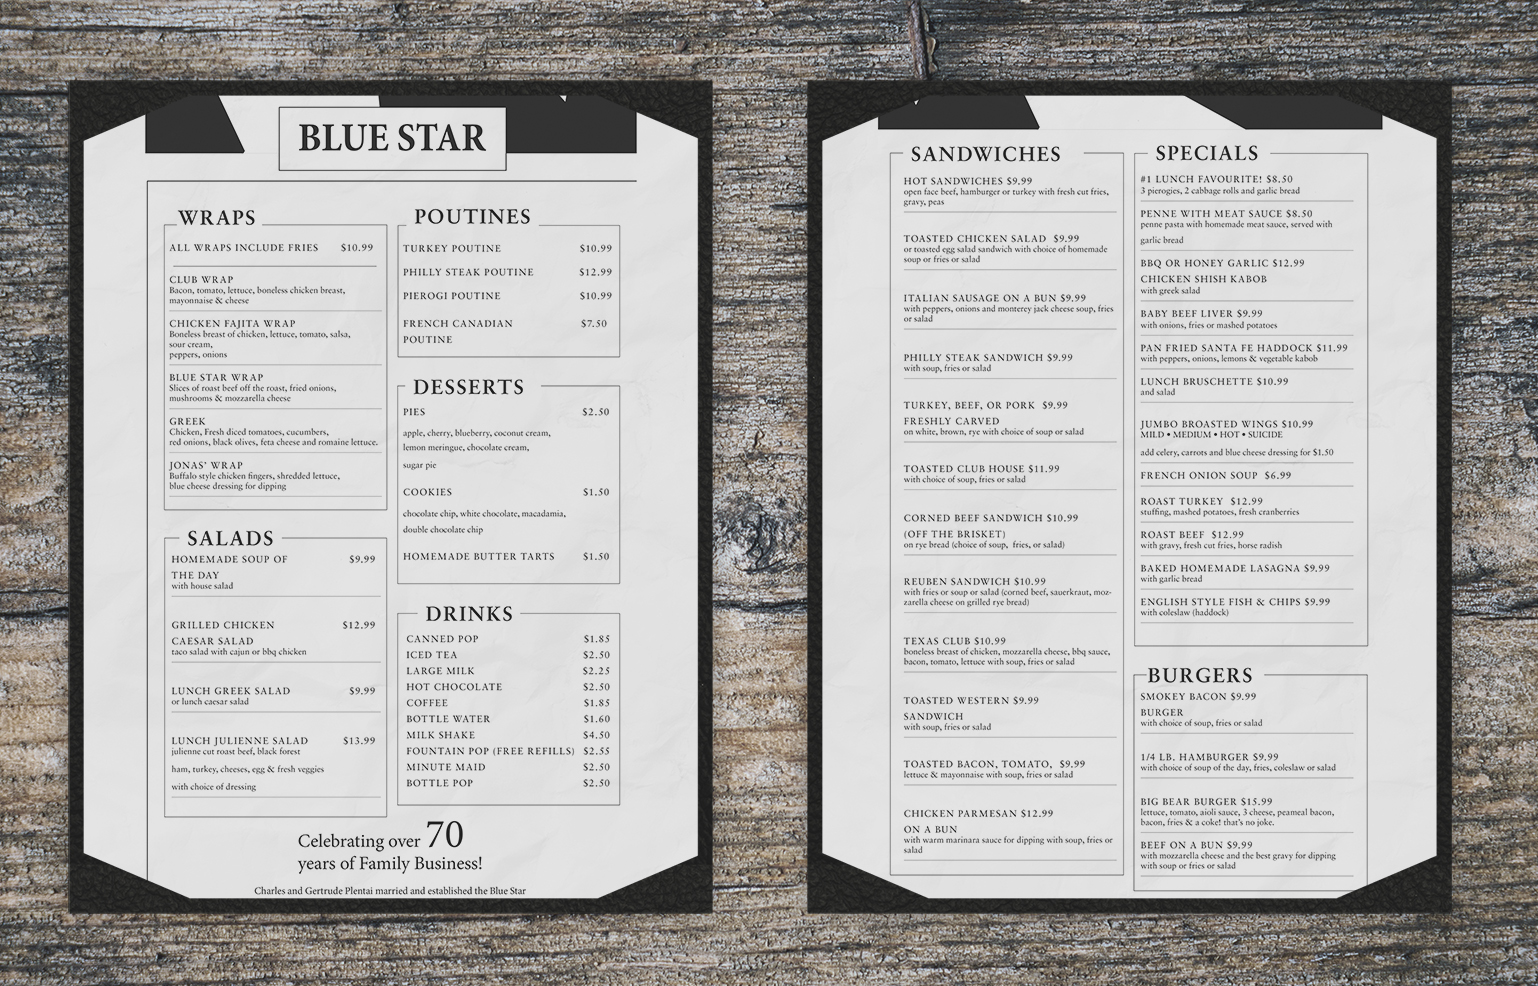 BLUE STAR
WRAPS
ALL WRAPS INCLUDE FRIES $10.99
CLUB WRAP
Bacon, tomato, lettuce, boneless chicken breast,
mayonnaise & cheese
CHICKEN FAJITA WRAP
Boneless breast of chicken, lettuce, tomato, salsa,
sour cream,
peppers, onions
BLUE STAR WRAP
Slices of roast beef off the roast, fried onions,
mushrooms & mozzarella cheese
GREEK
Chicken, Fresh diced tomatoes, cucumbers,
red onions, black olives, feta cheese and romaine lettuce.
JONAS' WRAP
Buffalo style chicken fingers, shredded lettuce,
blue cheese dressing for dipping
SALADS
HOMEMADE SOUP OF $9.99
THE DAY
with house salad
GRILLED CHICKEN $12.99
CAESAR SALAD
taco salad with cajun or bbq chicken
LUNCH GREEK SALAD $9.99
or lunch caesar salad
LUNCH JULIENNE SALAD $13.99
julienne cut roast beef, black forest
ham, turkey, cheeses, egg & fresh veggies
with choice of dressing
POUTINES
TURKEY POUTINE $10.99
PHILLY STEAK POUTINE $12.99
PIEROGI POUTINE $10.99
FRENCH CANADIAN $7.50
POUTINE
DESSERTS
PIES $2.50
apple, cherry, blueberry, coconut cream,
lemon meringue, chocolate cream,
sugar pie
COOKIES $1.50
chocolate chip, white chocolate, macadamia,
double chocolate chip
HOMEMADE BUTTER TARTS $1.50
DRINKS
CANNED POP $1.85
ICED TEA $2.50
LARGE MILK $2.25
HOT CHOCOLATE $2.50
COFFEE $1.85
BOTTLE WATER $1.60
MILK SHAKE $4.50
FOUNTAIN POP (FREE REFILLS) $2.55
MINUTE MAID $2.50
BOTTLE POP $2.50
Celebrating over 70
years of Family Business!
Charles and Gertrude Plentai married and established the Blue Star
SANDWICHES
HOT SANDWICHES $9.99
open face beef, hamburger or turkey with fresh cut fries,
gravy, peas
TOASTED CHICKEN SALAD $9.99
or toasted egg salad sandwich with choice of homemade
soup or fries or salad
ITALIAN SAUSAGE ON A BUN $9.99
with peppers, onions and monterey jack cheese soup, fries
or salad
PHILLY STEAK SANDWICH $9.99
with soup, fries or salad
TURKEY, BEEF, OR PORK $9.99
FRESHLY CARVED
on white, brown, rye with choice of soup or salad
TOASTED CLUB HOUSE $11.99
with choice of soup, fries or salad
CORNED BEEF SANDWICH $10.99
(OFF THE BRISKET)
on rye bread (choice of soup, fries, or salad)
REUBEN SANDWICH $10.99
with fries or soup or salad (corned beef, sauerkraut, moz-
zarella cheese on grilled rye bread)
TEXAS CLUB $10.99
boneless breast of chicken, mozzarella cheese, bbq sauce,
bacon, tomato, lettuce with soup, fries or salad
TOASTED WESTERN $9.99
SANDWICH
with soup, fries or salad
TOASTED BACON, TOMATO, $9.99
lettuce & mayonnaise with soup, fries or salad
CHICKEN PARMESAN $12.99
ON A BUN
with warm marinara sauce for dipping with soup, fries or
salad
SPECIALS
#1 LUNCH FAVOURITE! $8.50
3 pierogies, 2 cabbage rolls and garlic bread
PENNE WITH MEAT SAUCE $8.50
penne pasta with homemade meat sauce, served with
garlic bread
BBQ OR HONEY GARLIC $12.99
CHICKEN SHISH KABOB
with greek salad
BABY BEEF LIVER $9.99
with onions, fries or mashed potatoes
PAN FRIED SANTA FE HADDOCK $11.99
with peppers, onions, lemons & vegetable kabob
LUNCH BRUSCHETTE $10.99
and salad
JUMBO BROASTED WINGS $10.99
MILD • MEDIUM • HOT • SUICIDE
add celery, carrots and blue cheese dressing for $1.50
FRENCH ONION SOUP $6.99
ROAST TURKEY $12.99
stuffing, mashed potatoes, fresh cranberries
ROAST BEEF $12.99
with gravy, fresh cut fries, horse radish
BAKED HOMEMADE LASAGNA $9.99
with garlic bread
ENGLISH STYLE FISH & CHIPS $9.99
with coleslaw (haddock)
BURGERS
SMOKEY BACON $9.99
BURGER
with choice of soup, fries or salad
1/4 LB. HAMBURGER $9.99
with choice of soup of the day, fries, coleslaw or salad
BIG BEAR BURGER $15.99
lettuce, tomato, aioli sauce, 3 cheese, peameal bacon,
bacon, fries & a coke! that's no joke.
BEEF ON A BUN $9.99
with mozzarella cheese and the best gravy for dipping
with soup or fries or salad